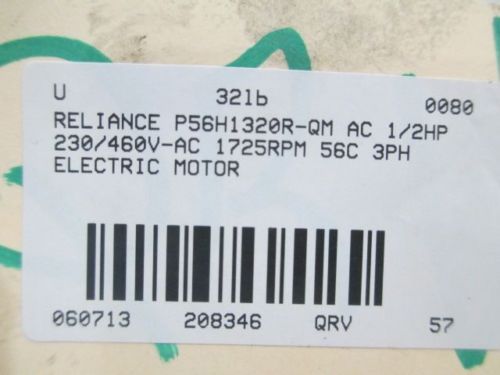 U 32lb 0080
RELIANCE P56H1320R-QM AC 1/2HP
230/460V-AC 1725RPM 56C 3PH
ELECTRIC MOTOR
060713 208346 QRV 57